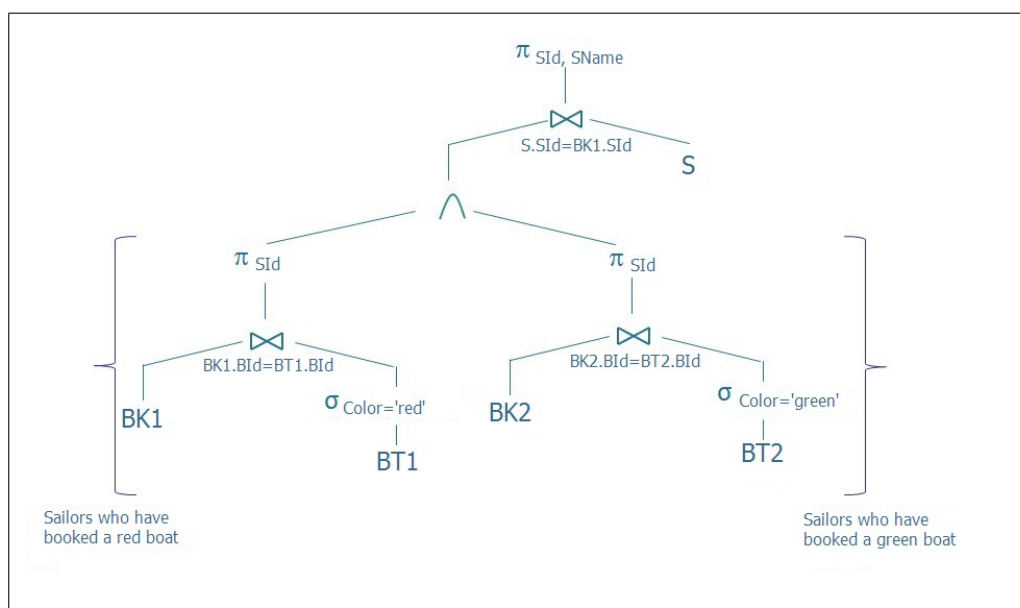 π SId, SName
⋈
S.SId=BK1.SId
S
∩
π SId
π SId
⋈
⋈
BK1.BId=BT1.BId
BK2.BId=BT2.BId
BK1
σ Color='red'
BK2
σ Color='green'
BT1
BT2
Sailors who have
booked a red boat
Sailors who have
booked a green boat